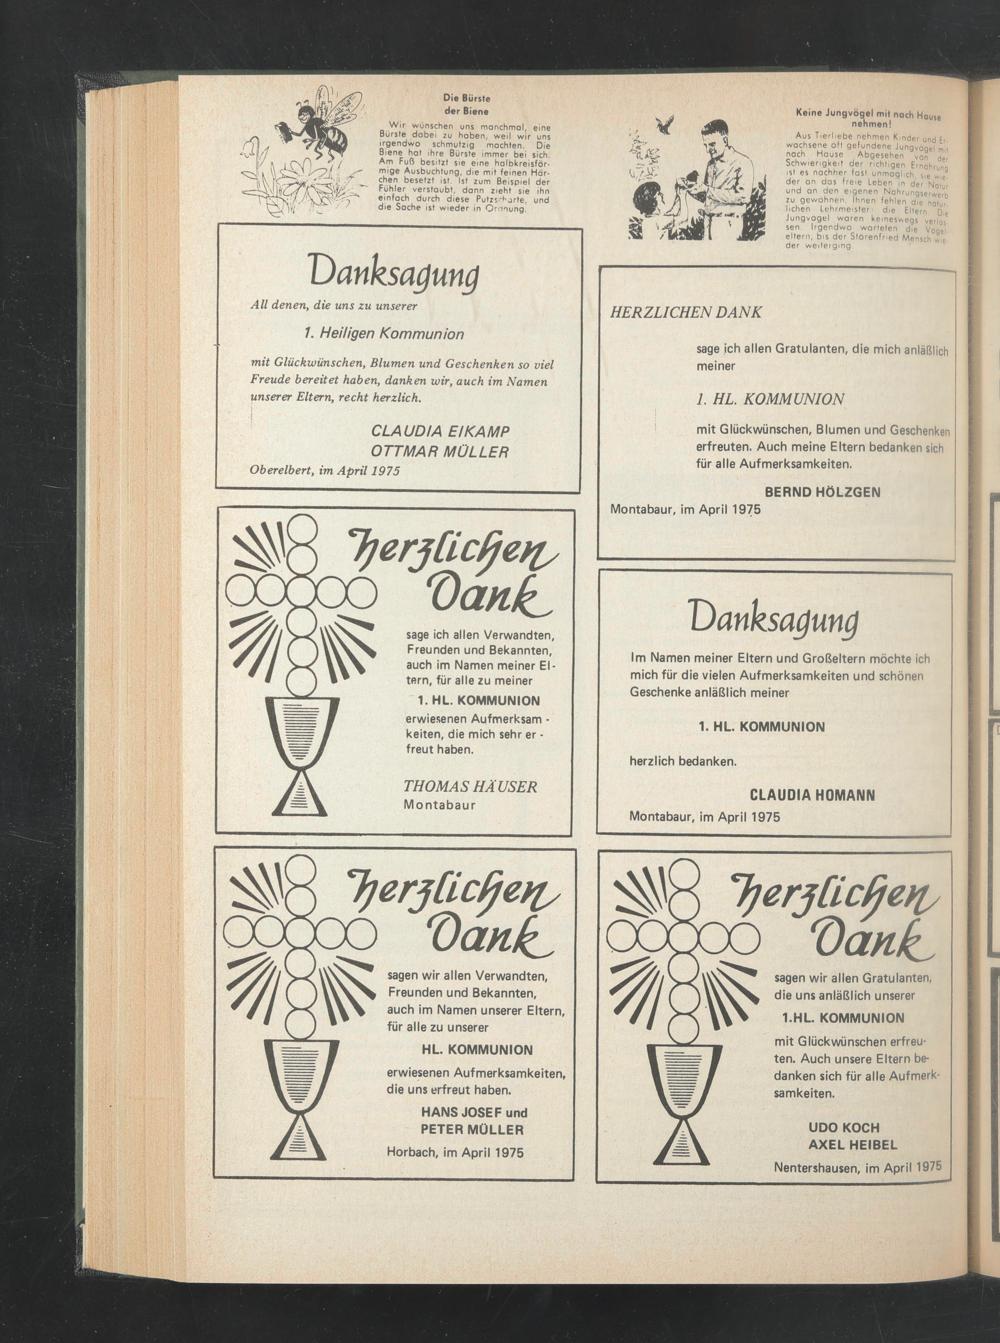 Die Bürste
der Biene
Wir wünschen uns manchmal, eine
Bürste dabei zu haben, weil wir uns
irgendwo schmutzig machten. Die
Biene hat ihre Bürste immer bei sich.
Am Fuß besitzt sie eine halbkreisför-
mige Ausbuchtung, die mit feinen Här-
chen besetzt ist. Ist zum Beispiel der
Fühler verstaubt, dann zieht sie ihn
einfach durch diese Putzscharte, und
die Sache ist wieder in Ordnung.
Keine Jungvögel mit nach Hause
nehmen!
Aus Tierliebe nehmen Kinder und Er-
wachsene oft gefundene Jungvögel mit
nach Hause Abgesehen von der
Schwierigkeit der richtigen Ernährung
ist es nachher fast unmöglich, sie wie-
der an das freie Leben in der Natur
und an den eigenen Nahrungserwerb
zu gewöhnen. Ihnen fehlen die natür-
lichen Lehrmeister: die Eltern. Die
Jungvögel waren keineswegs verlas-
sen. Irgendwo warteten die Vogel-
eltern, bis der Störenfried Mensch wie-
der weiterging
Danksagung
All denen, die uns zu unserer
1. Heiligen Kommunion
mit Glückwünschen, Blumen und Geschenken so viel
Freude bereitet haben, danken wir, auch im Namen
unserer Eltern, recht herzlich.
CLAUDIA EIKAMP
OTTMAR MÜLLER
Oberelbert, im April 1975
HERZLICHEN DANK
sage ich allen Gratulanten, die mich anläßlich
meiner
1. HL. KOMMUNION
mit Glückwünschen, Blumen und Geschenken
erfreuten. Auch meine Eltern bedanken sich
für alle Aufmerksamkeiten.
BERND HÖLZGEN
Montabaur, im April 1975
Herzlichen
Dank
sage ich allen Verwandten,
Freunden und Bekannten,
auch im Namen meiner El-
tern, für alle zu meiner
1. HL. KOMMUNION
erwiesenen Aufmerksam -
keiten, die mich sehr er -
freut haben.
THOMAS HÄUSER
Montabaur
Danksagung
Im Namen meiner Eltern und Großeltern möchte ich
mich für die vielen Aufmerksamkeiten und schönen
Geschenke anläßlich meiner
1. HL. KOMMUNION
herzlich bedanken.
CLAUDIA HOMANN
Montabaur, im April 1975
Herzlichen
Dank
sagen wir allen Verwandten,
Freunden und Bekannten,
auch im Namen unserer Eltern,
für alle zu unserer
HL. KOMMUNION
erwiesenen Aufmerksamkeiten,
die uns erfreut haben.
HANS JOSEF und
PETER MÜLLER
Horbach, im April 1975
Herzlichen
Dank
sagen wir allen Gratulanten,
die uns anläßlich unserer
1.HL. KOMMUNION
mit Glückwünschen erfreu-
ten. Auch unsere Eltern be-
danken sich für alle Aufmerk-
samkeiten.
UDO KOCH
AXEL HEIBEL
Nentershausen, im April 1975